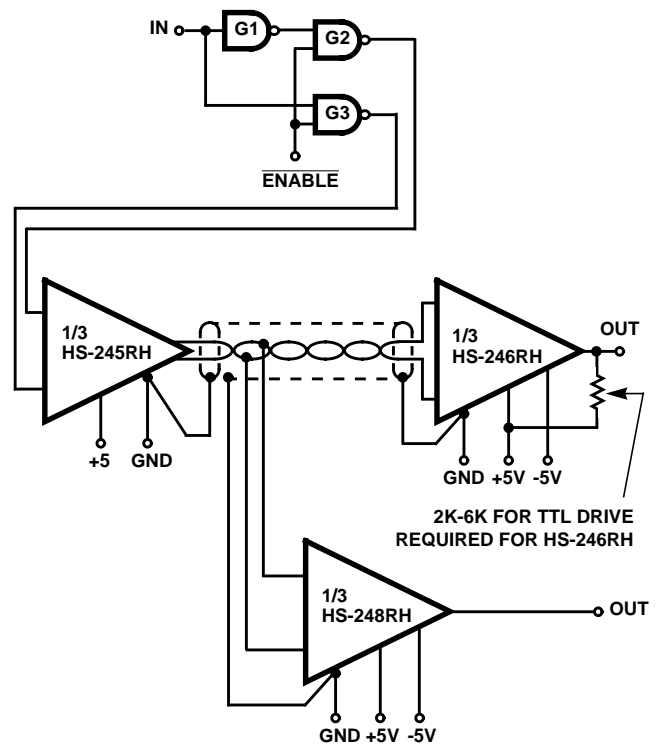 IN
G1
G2
G3
ENABLE
1/3
HS-245RH
+5
GND
1/3
HS-246RH
OUT
GND
+5V
-5V
2K-6K FOR TTL DRIVE
REQUIRED FOR HS-246RH
1/3
HS-248RH
OUT
GND
+5V
-5V